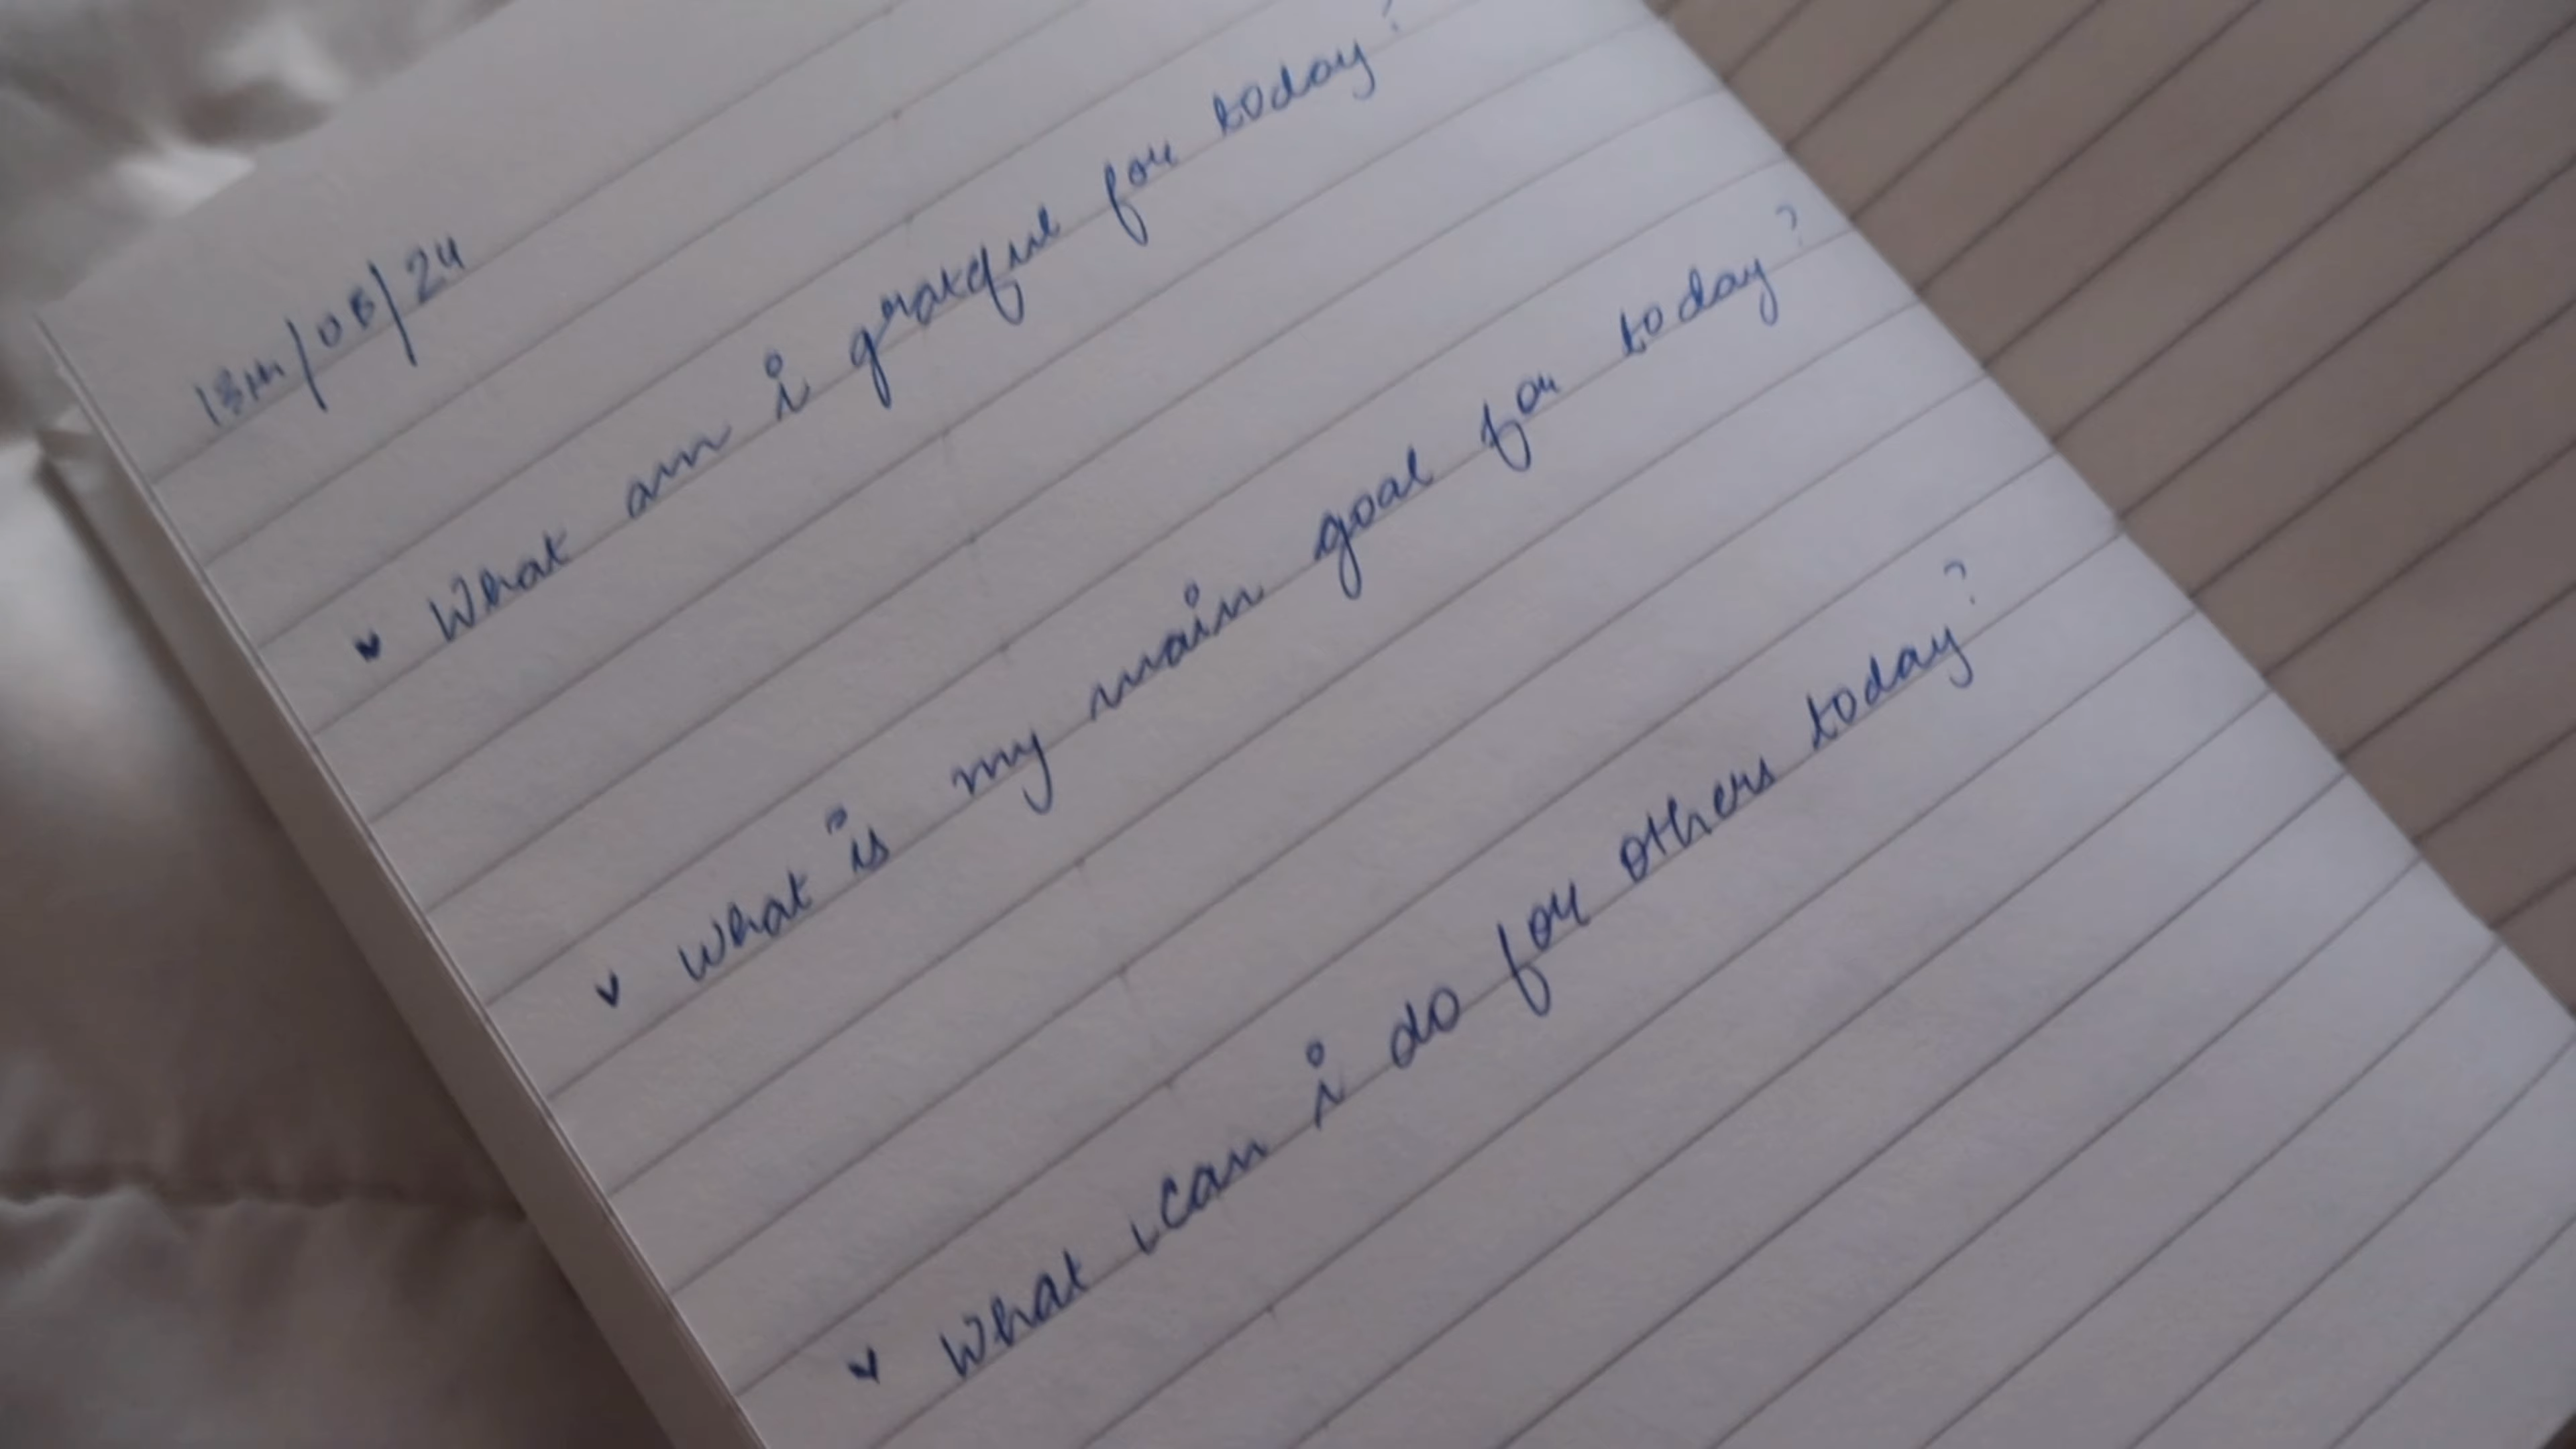 13th/08/24
What am i grateful for today?
What is my main goal for today?
What can i do for others today?